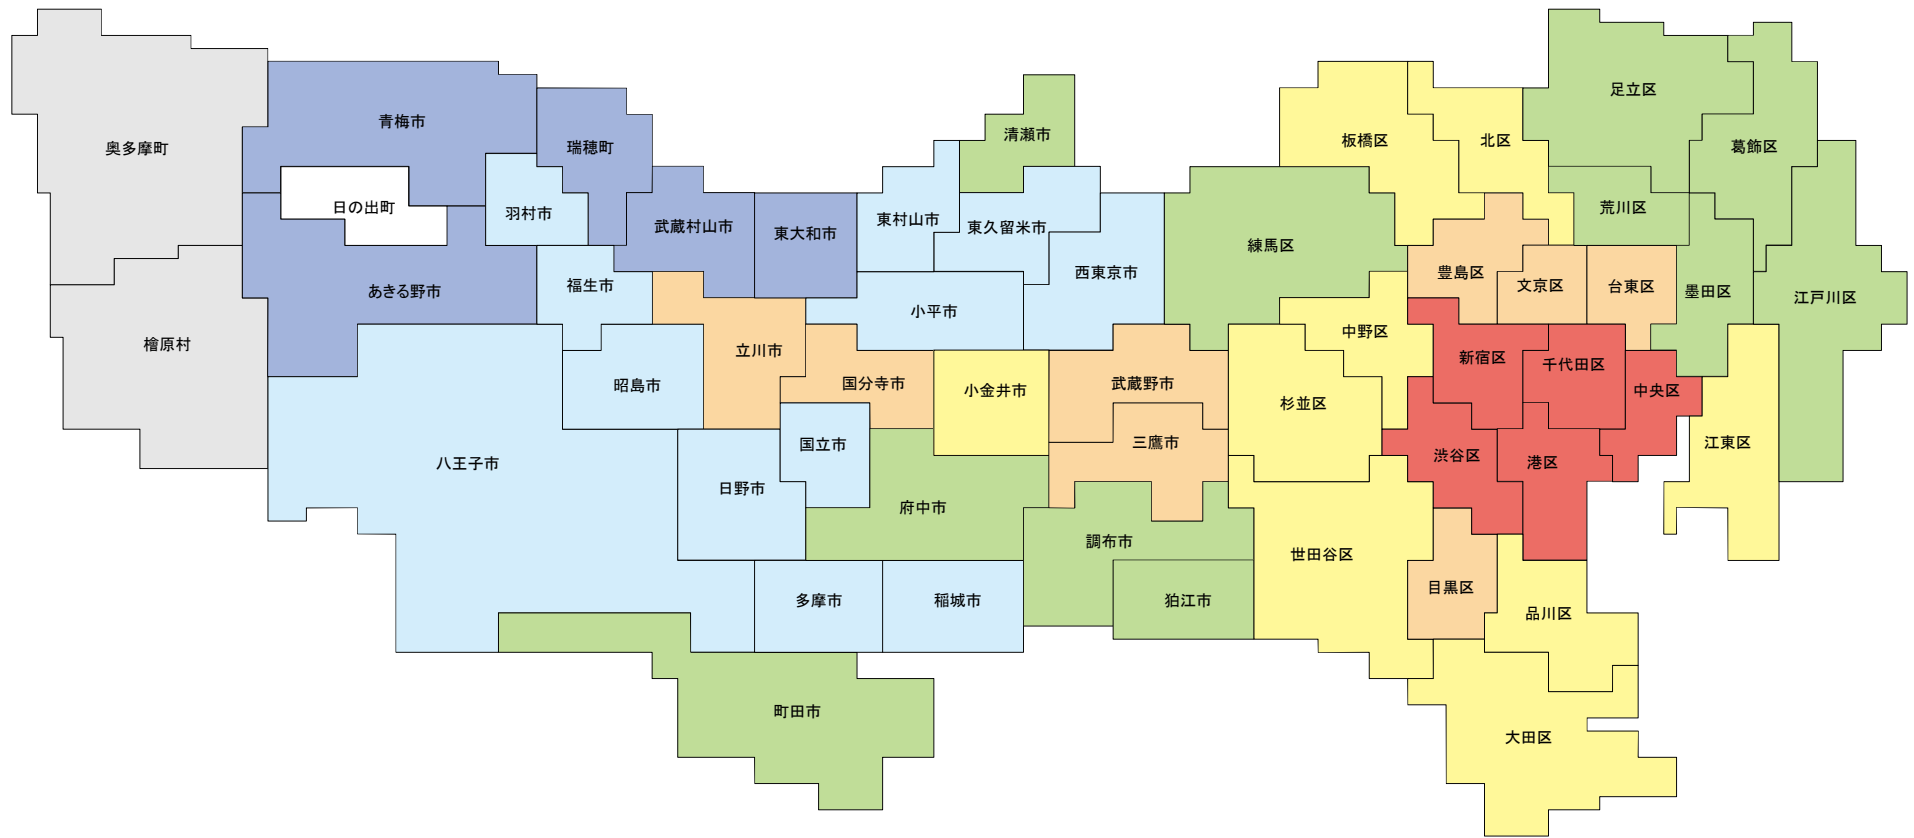 奥多摩町
檜原村
青梅市
日の出町
あきる野市
瑞穂町
羽村市
福生市
武蔵村山市
東大和市
東村山市
清瀬市
東久留米市
西東京市
小平市
立川市
昭島市
国分寺市
小金井市
武蔵野市
三鷹市
八王子市
日野市
国立市
府中市
調布市
狛江市
多摩市
稲城市
町田市
練馬区
板橋区
北区
足立区
葛飾区
荒川区
豊島区
文京区
台東区
墨田区
江戸川区
中野区
杉並区
新宿区
千代田区
中央区
江東区
渋谷区
港区
世田谷区
目黒区
品川区
大田区